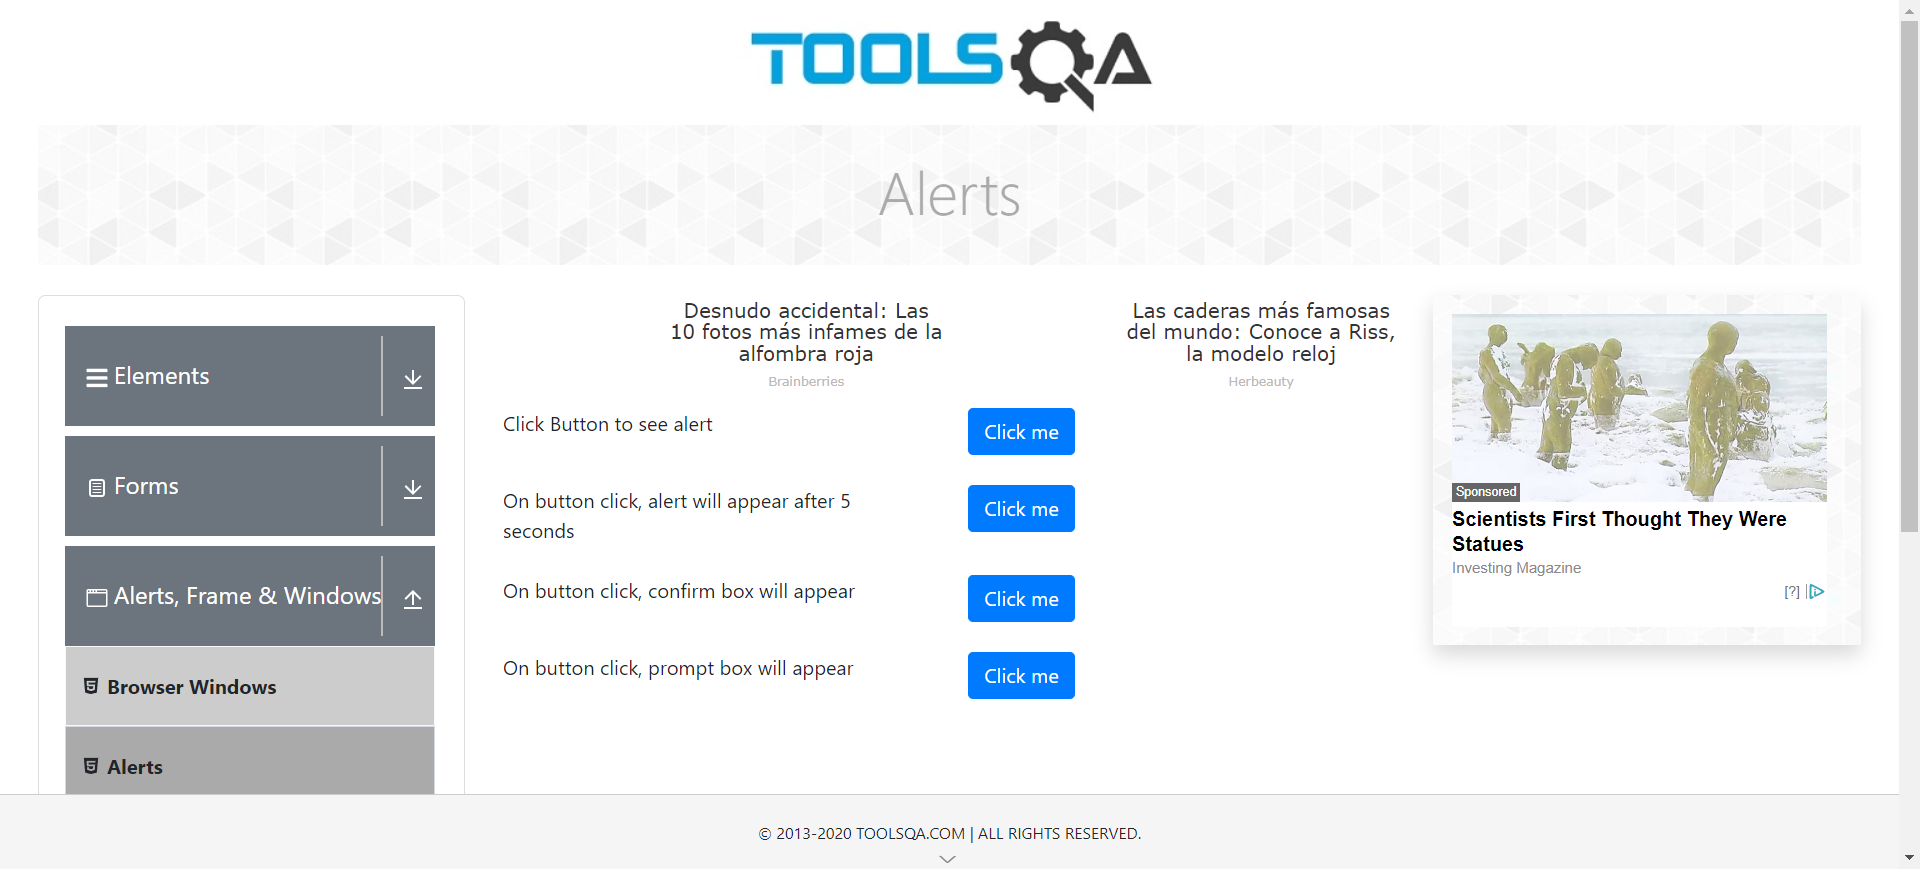 TOOLSQA
Alerts
Elements
Forms
Alerts, Frame & Windows
Browser Windows
Alerts
Desnudo accidental: Las
10 fotos más infames de la
alfombra roja
Brainberries
Las caderas más famosas
del mundo: Conoce a Riss,
la modelo reloj
Herbeauty
Click Button to see alert
Click me
On button click, alert will appear after 5
seconds
Click me
On button click, confirm box will appear
Click me
On button click, prompt box will appear
Click me
Sponsored
Scientists First Thought They Were
Statues
Investing Magazine
[?]
© 2013-2020 TOOLSQA.COM | ALL RIGHTS RESERVED.